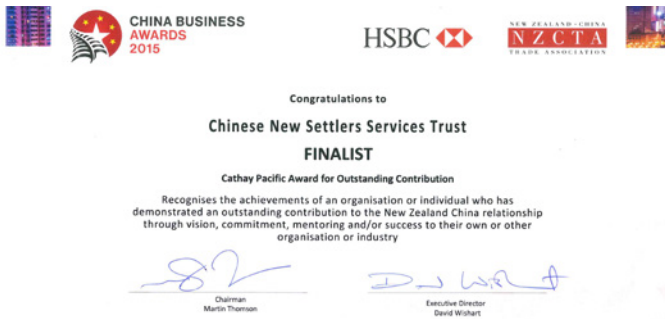 CHINA BUSINESS
AWARDS
2015
HSBC
NEW ZEALAND - CHINA
NZCTA
TRADE ASSOCIATION
Congratulations to
Chinese New Settlers Services Trust
FINALIST
Cathay Pacific Award for Outstanding Contribution
Recognises the achievements of an organisation or individual who has
demonstrated an outstanding contribution to the New Zealand China relationship
through vision, commitment, mentoring and/or success to their own or other
organisation or industry
Chairman
Martin Thomson
Executive Director
David Wishart